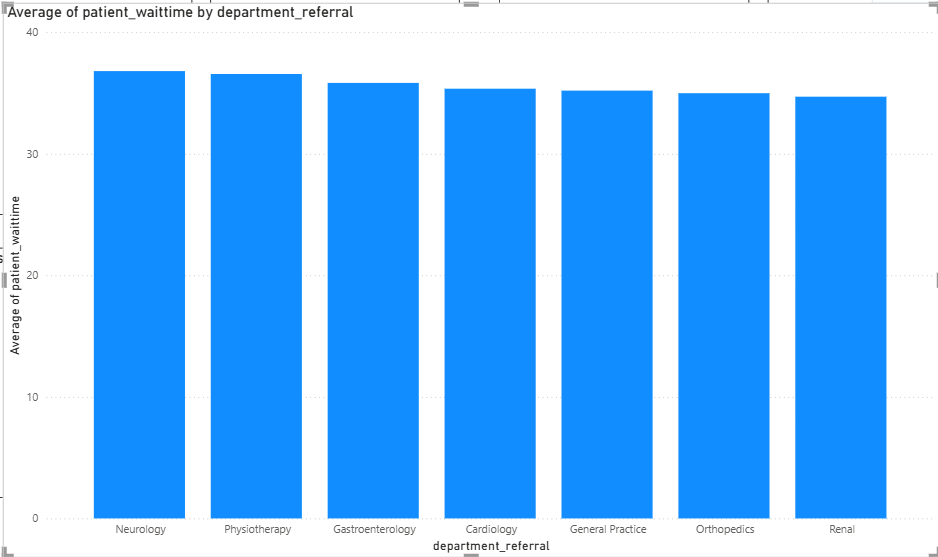 Average of patient_waittime by department_referral
40
30
20
10
0
Average of patient_waittime
Neurology Physiotherapy Gastroenterology Cardiology General Practice Orthopedics Renal
department_referral